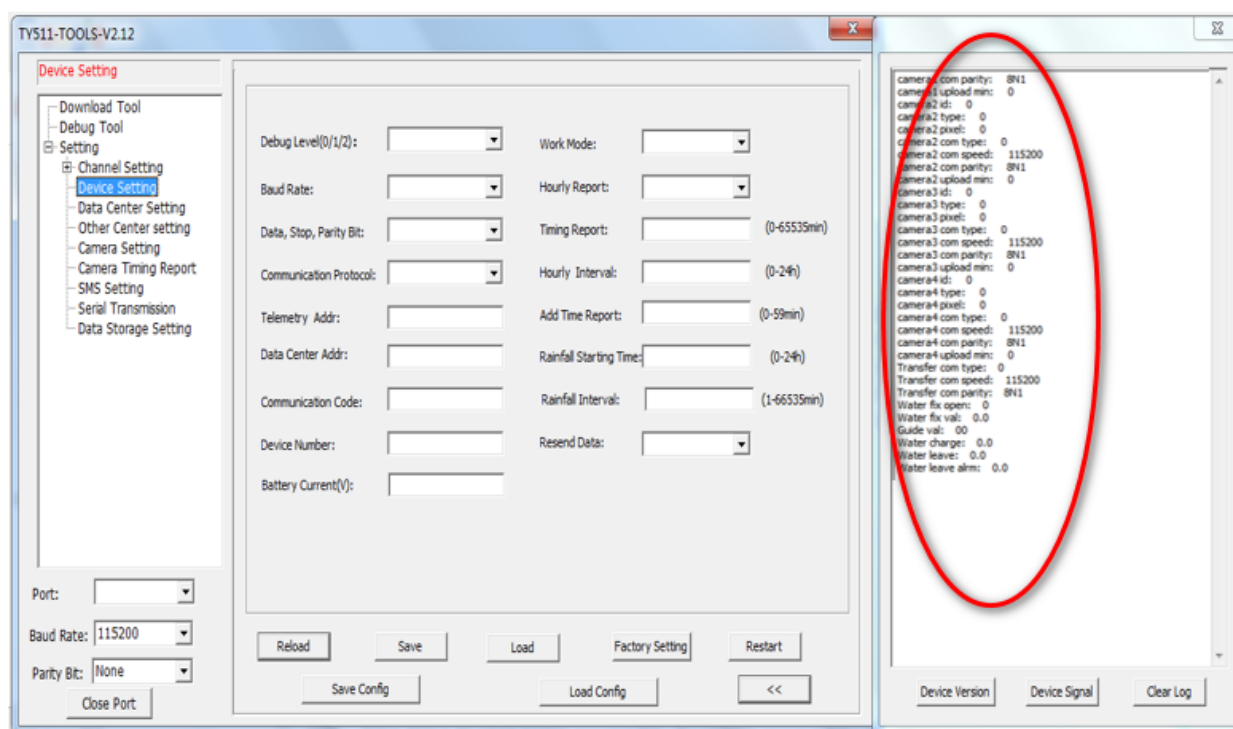 TY511-TOOLS-V2.12
Device Setting
Download Tool
Debug Tool
Setting
Channel Setting
Device Setting
Data Center Setting
Other Center setting
Camera Setting
Camera Timing Report
SMS Setting
Serial Transmission
Data Storage Setting
Port:
Baud Rate: 115200
Parity Bit: None
Close Port
Debug Level(0/1/2):
Work Mode:
Baud Rate:
Hourly Report:
Data, Stop, Parity Bit:
Timing Report: (0-65535min)
Communication Protocol:
Hourly Interval: (0-24h)
Telemetry Addr:
Add Time Report: (0-59min)
Data Center Addr:
Rainfall Starting Time: (0-24h)
Communication Code:
Rainfall Interval: (1-66535min)
Device Number:
Resend Data:
Battery Current(V):
Reload Save Load Factory Setting Restart
Save Config Load Config <<
camera1 com parity: 8N1
camera1 upload min: 0
camera2 id: 0
camera2 type: 0
camera2 pixel: 0
camera2 com type: 0
camera2 com speed: 115200
camera2 com parity: 8N1
camera2 upload min: 0
camera3 id: 0
camera3 type: 0
camera3 pixel: 0
camera3 com type: 0
camera3 com speed: 115200
camera3 com parity: 8N1
camera3 upload min: 0
camera4 id: 0
camera4 type: 0
camera4 pixel: 0
camera4 com type: 0
camera4 com speed: 115200
camera4 com parity: 8N1
camera4 upload min: 0
Transfer com type: 0
Transfer com speed: 115200
Transfer com parity: 8N1
Water fix open: 0
Water fix val: 0.0
Guide val: 00
Water charge: 0.0
Water leave: 0.0
Water leave alrm: 0.0
Device Version Device Signal Clear Log